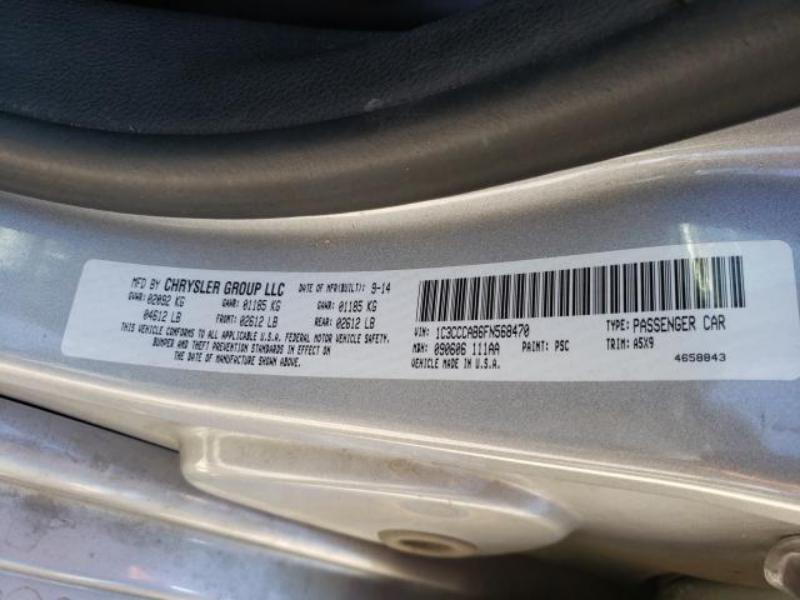 MFD BY CHRYSLER GROUP LLC DATE OF MFR(BUILT): 9-14
GVWR: 02092 KG GAWR: 01185 KG GAWR: 01185 KG
04612 LB FRONT: 02612 LB REAR: 02612 LB
THIS VEHICLE CONFORMS TO ALL APPLICABLE U.S.A. FEDERAL MOTOR VEHICLE SAFETY,
BUMPER AND THEFT PREVENTION STANDARDS IN EFFECT ON
THE DATE OF MANUFACTURE SHOWN ABOVE.
VIN: 1C3CCCAB6FN568470 TYPE: PASSENGER CAR
MDH: 090606 111AA PAINT: PSC TRIM: A5X9
VEHICLE MADE IN U.S.A. 4658843